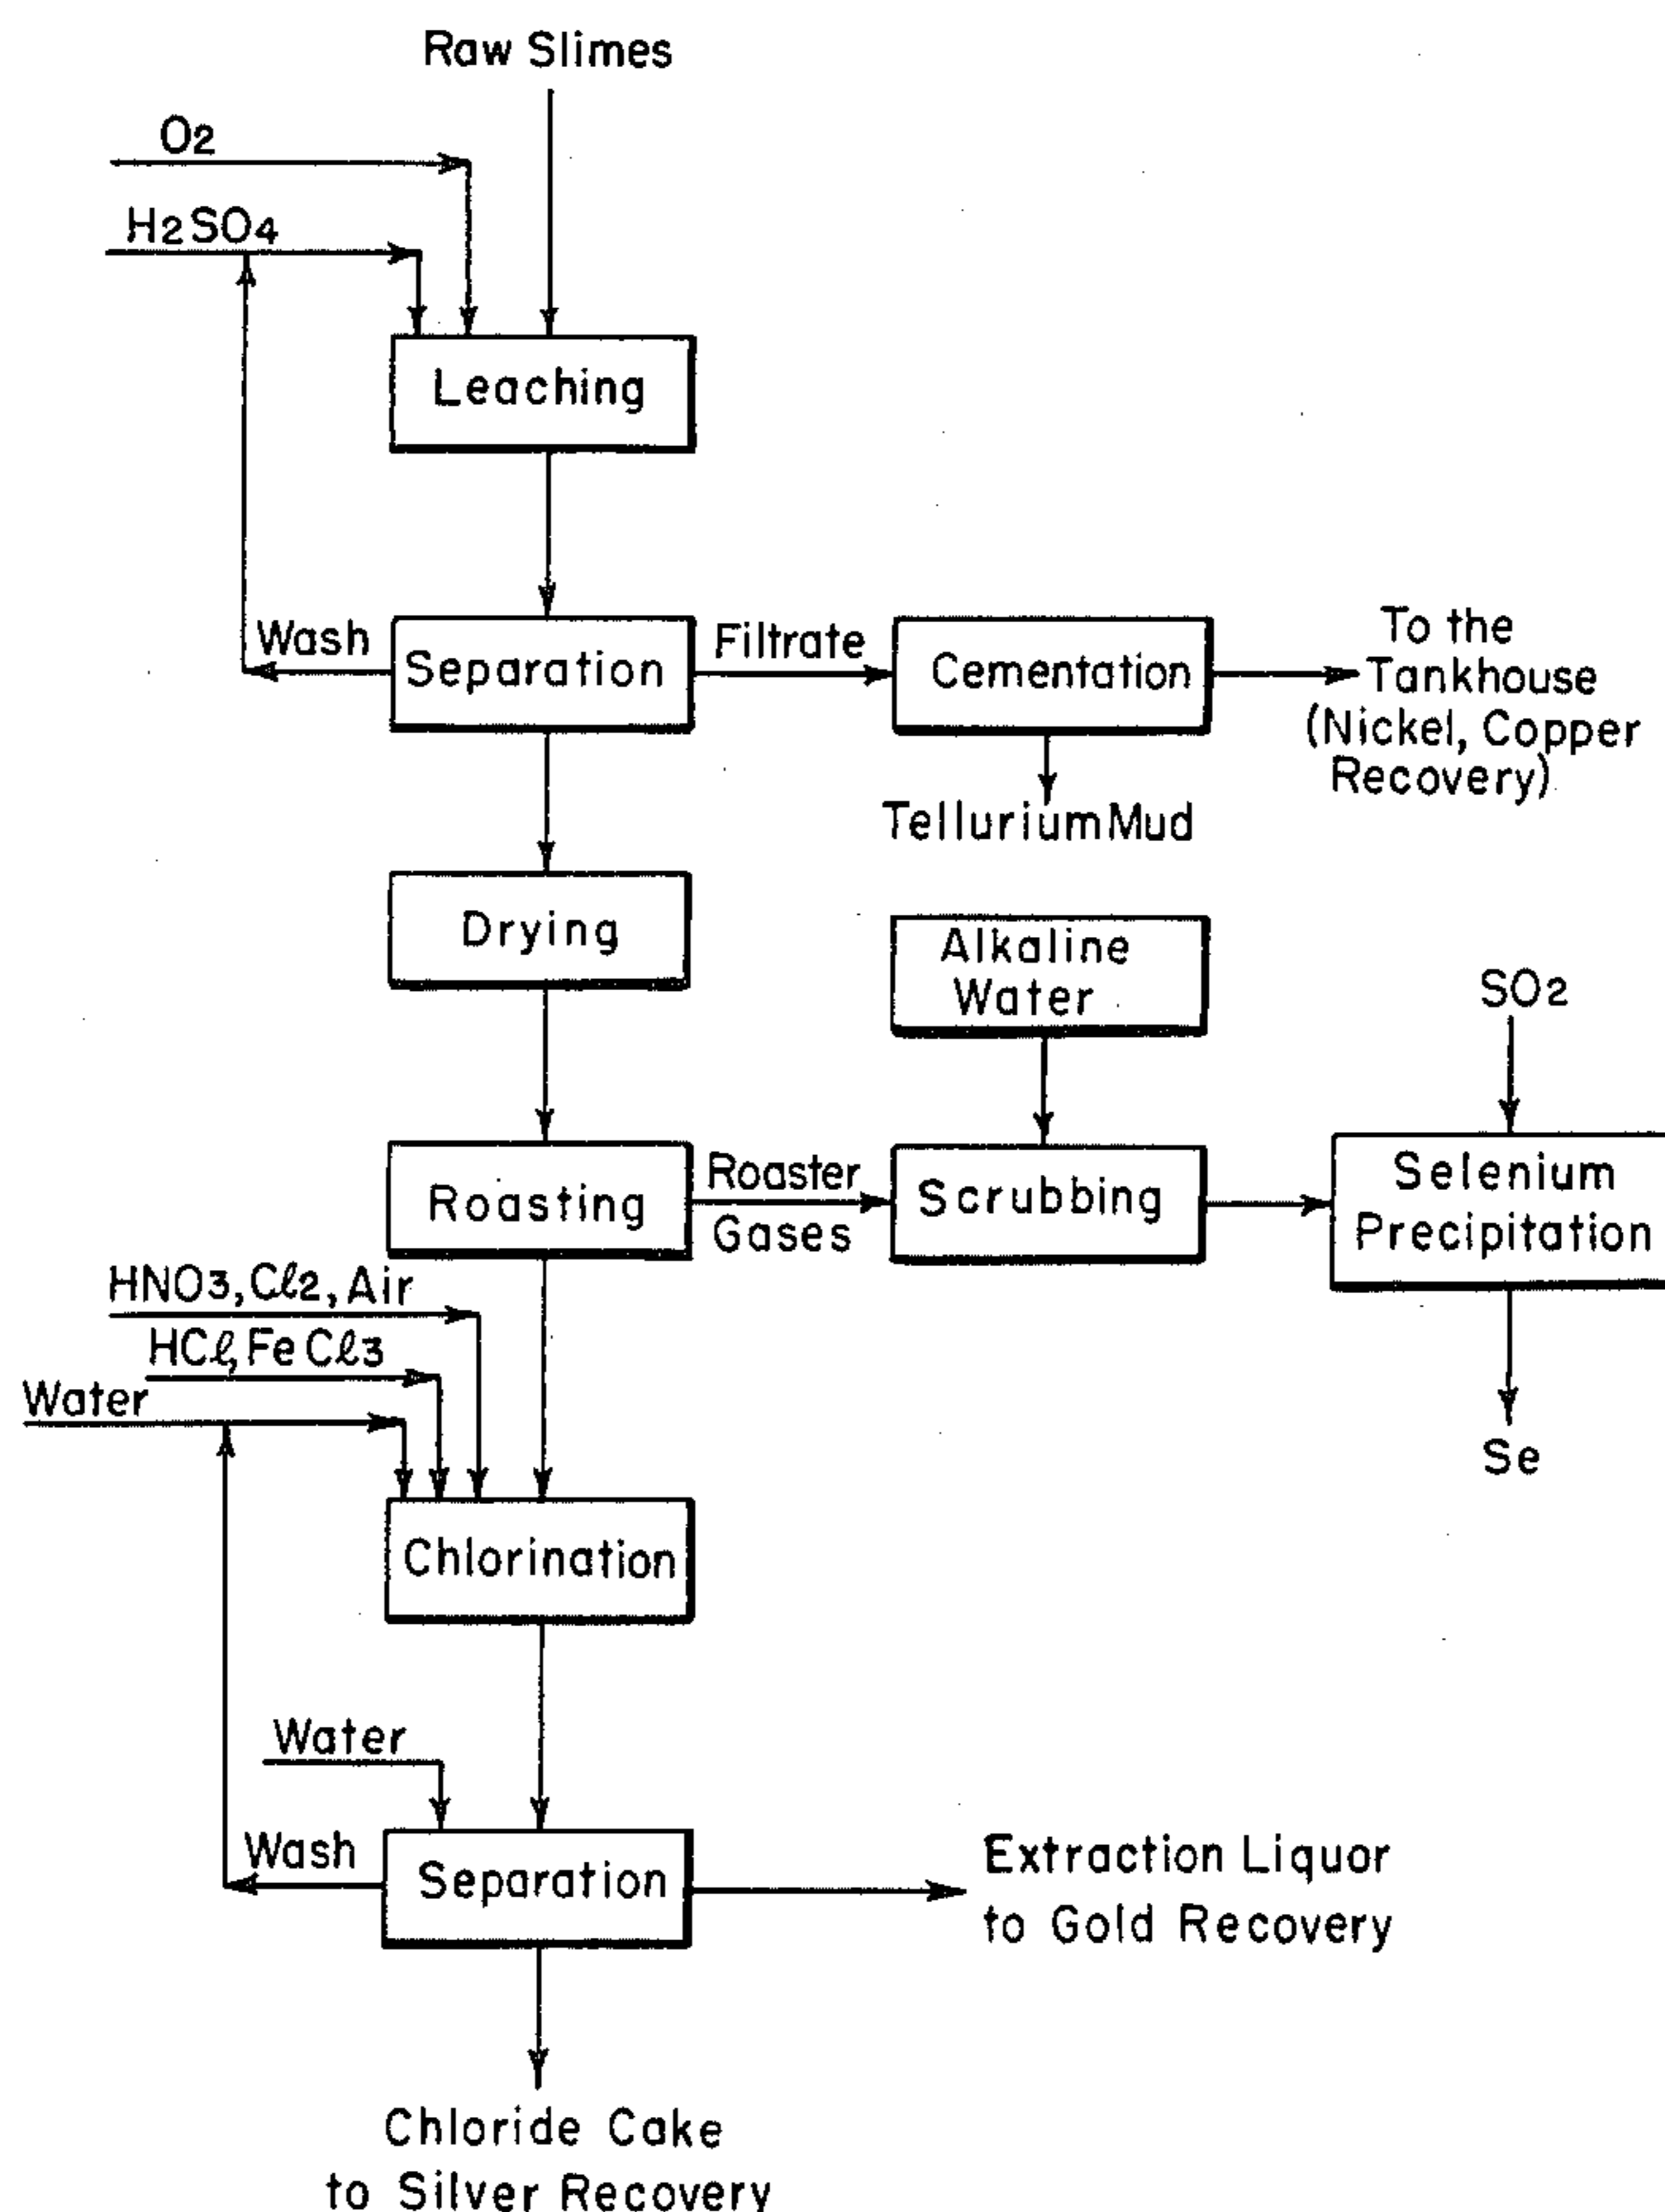 Raw Slimes
O2
H2SO4
Leaching
Wash
Separation
Filtrate
Cementation
To the
Tankhouse
(Nickel, Copper
Recovery)
Tellurium Mud
Drying
Alkaline
Water
SO2
Roasting
Roaster
Gases
Scrubbing
Selenium
Precipitation
HNO3, Cℓ2, Air
HCℓ, FeCℓ3
Water
Se
Chlorination
Water
Wash
Separation
Extraction Liquor
to Gold Recovery
Chloride Cake
to Silver Recovery